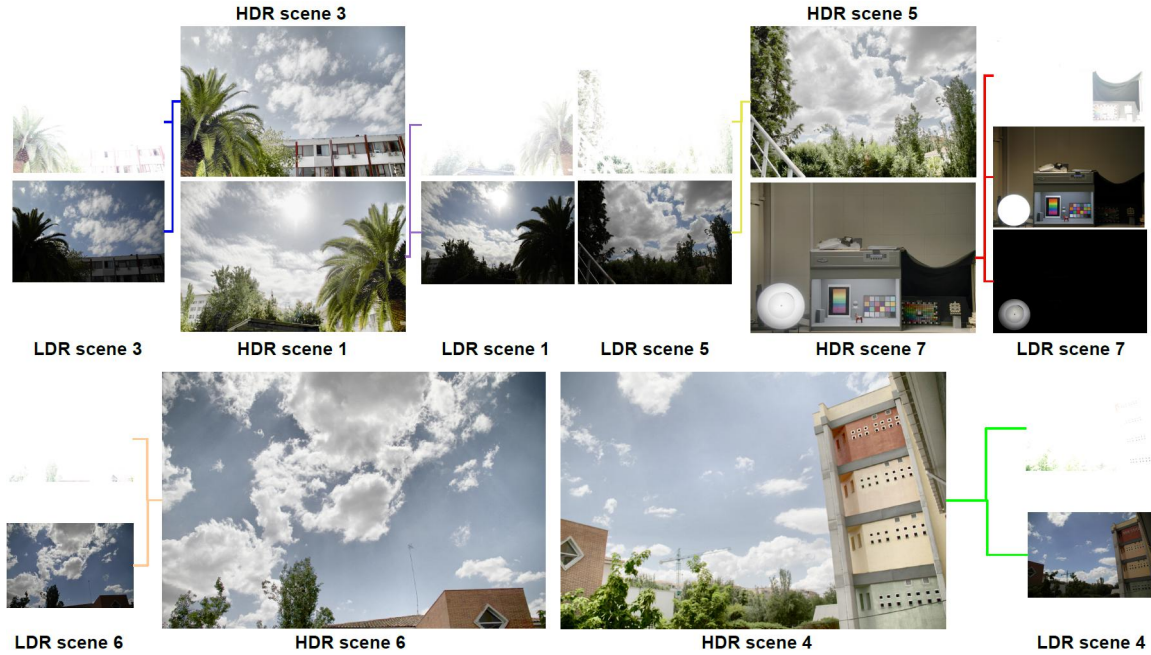 HDR scene 3
HDR scene 5
LDR scene 3
HDR scene 1
LDR scene 1
LDR scene 5
HDR scene 7
LDR scene 7
LDR scene 6
HDR scene 6
HDR scene 4
LDR scene 4